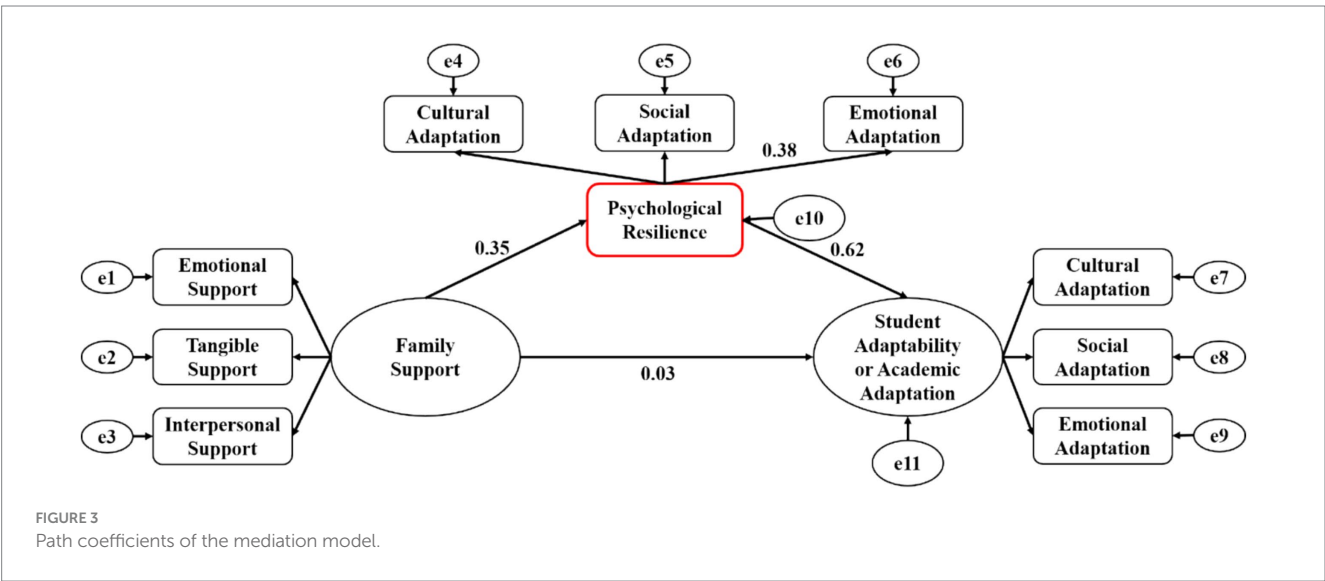 e4
e5
e6
Cultural
Adaptation
Social
Adaptation
Emotional
Adaptation
0.38
Psychological
Resilience
e10
0.35
0.62
e1
Emotional
Support
e2
Tangible
Support
e3
Interpersonal
Support
Family
Support
0.03
Student
Adaptability
or Academic
Adaptation
e11
Cultural
Adaptation
e7
Social
Adaptation
e8
Emotional
Adaptation
e9
FIGURE 3
Path coefficients of the mediation model.